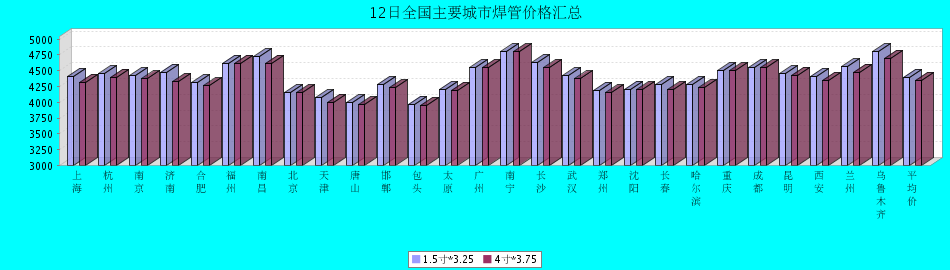 12日全国主要城市焊管价格汇总
5000
4750
4500
4250
4000
3750
3500
3250
3000
上海
杭州
南京
济南
合肥
福州
南昌
北京
天津
唐山
邯郸
包头
太原
广州
南宁
长沙
武汉
郑州
沈阳
长春
哈尔滨
重庆
成都
昆明
西安
兰州
乌鲁木齐
平均价
1.5寸*3.25
4寸*3.75